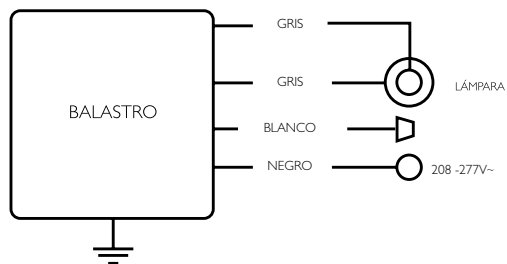 GRIS
GRIS
LÁMPARA
BALASTRO
BLANCO
NEGRO
208 -277V~